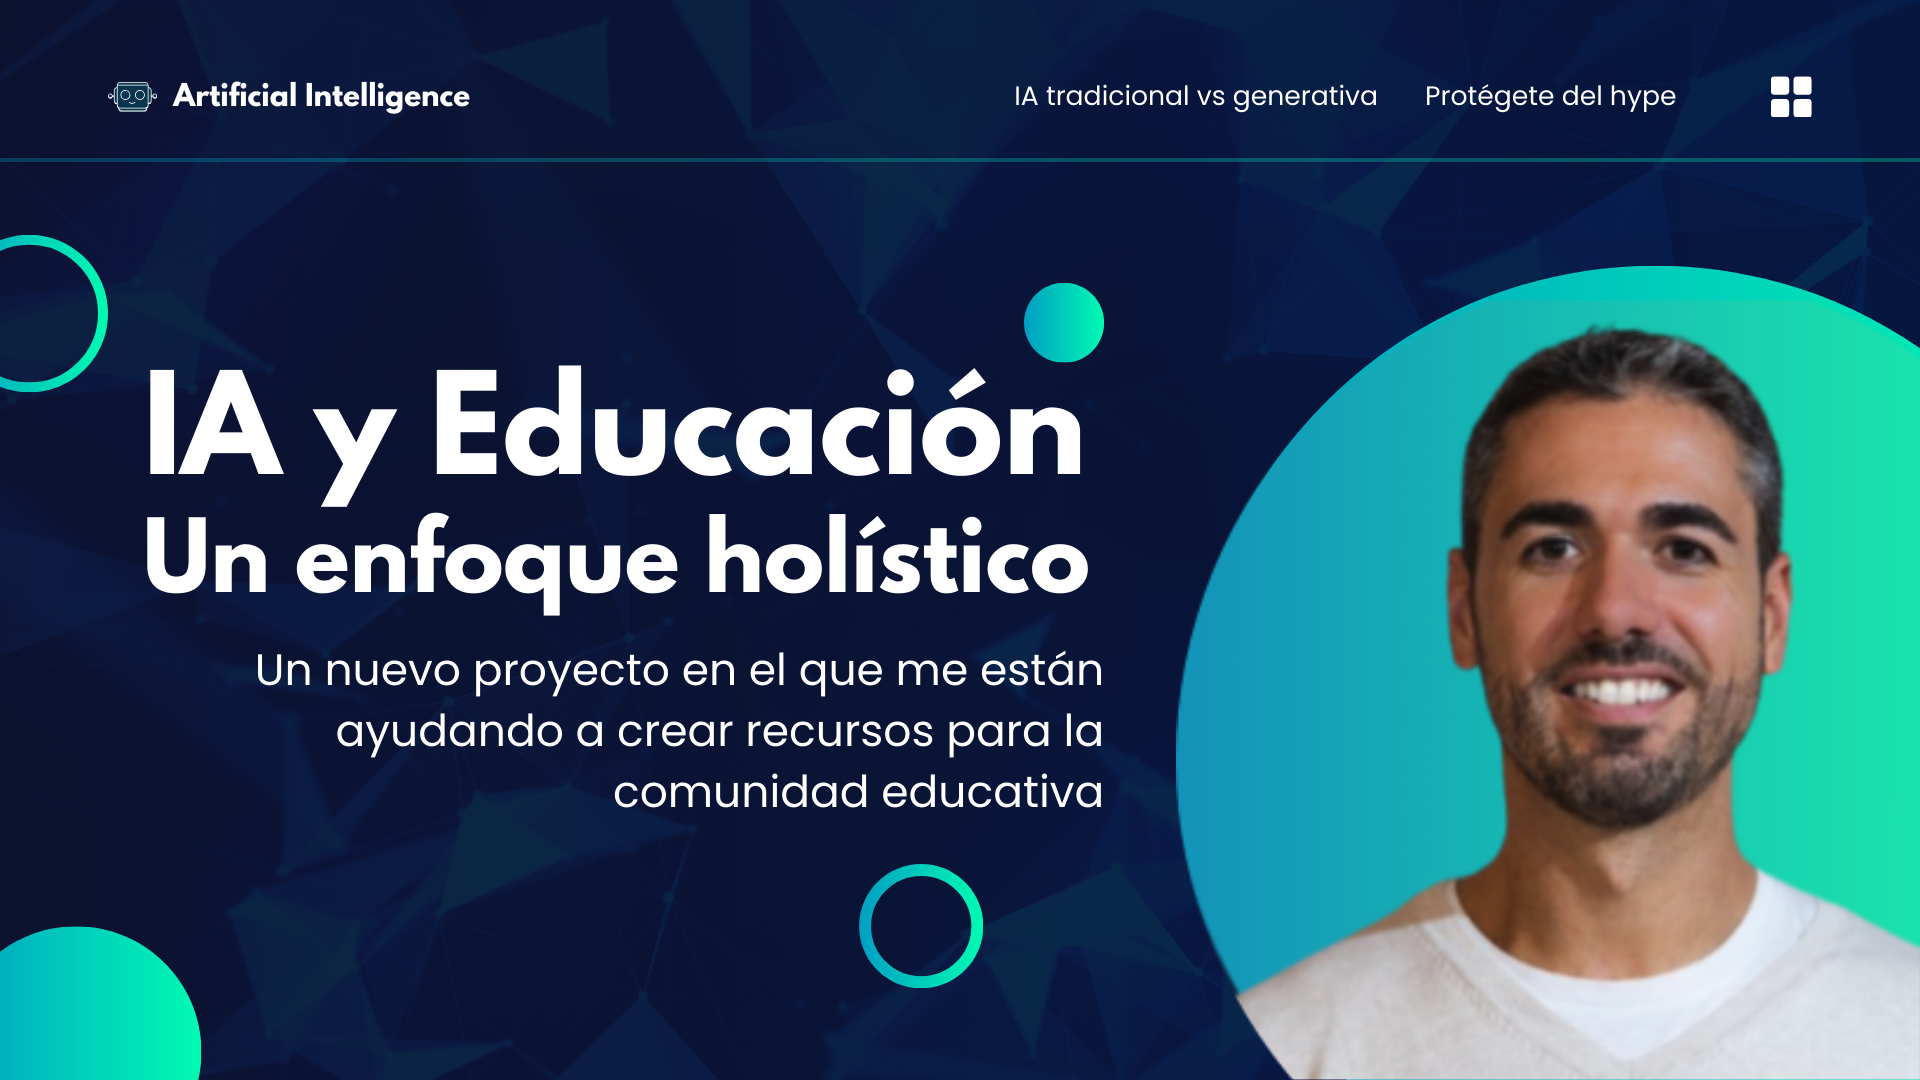 Artificial Intelligence
IA tradicional vs generativa
Protégete del hype
IA y Educación
Un enfoque holístico
Un nuevo proyecto en el que me están
ayudando a crear recursos para la
comunidad educativa